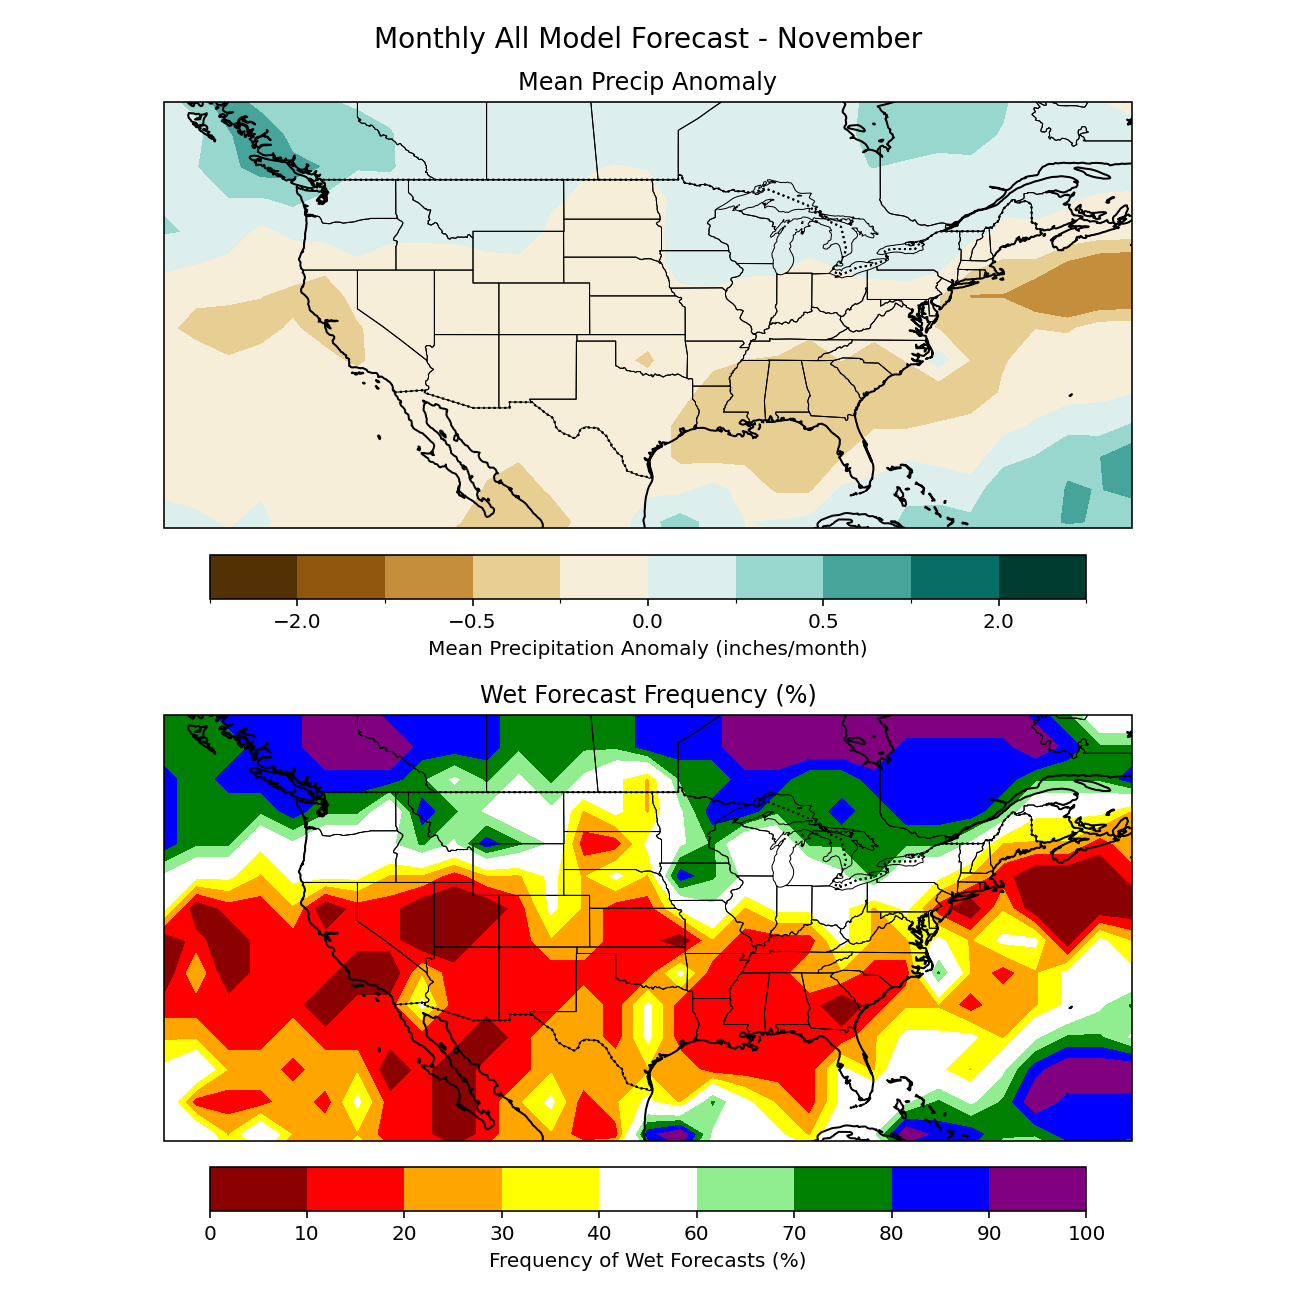 Monthly All Model Forecast - November
Mean Precip Anomaly
−2.0 −0.5 0.0 0.5 2.0
Mean Precipitation Anomaly (inches/month)
Wet Forecast Frequency (%)
0 10 20 30 40 60 70 80 90 100
Frequency of Wet Forecasts (%)